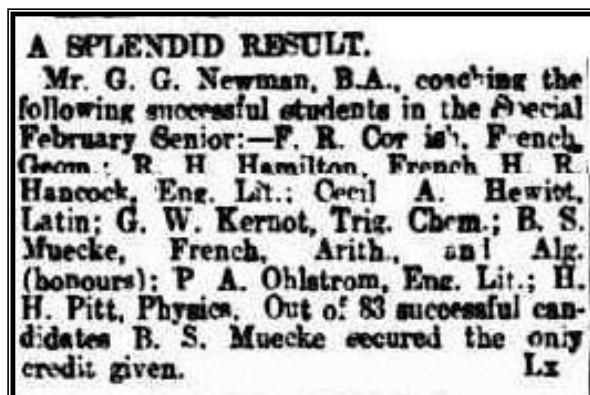 A SPLENDID RESULT.
Mr. G. G. Newman, B.A., coaching the
following successful students in the Special
February Senior:—F. R. Cor ish, French,
Geom.; R. H. Hamilton, French H. R.
Hancock, Eng. Lit.; Cecil A. Hewiot,
Latin; G. W. Kernot, Trig. Chem.; B. S.
Muecke, French, Arith., and Alg.
(honours); P A. Ohlstrom, Eng. Lit.; H.
H. Pitt, Physics. Out of 83 successful can-
didates B. S. Muecke secured the only
credit given. Lx